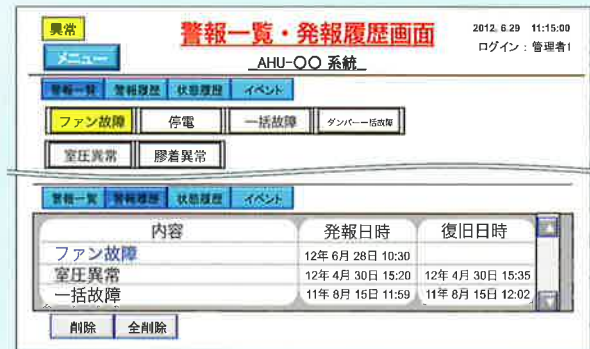 異常
警報一覧・発報履歴画面
2012. 6.29 11:15:00
メニュー
AHU-〇〇 系統
ログイン：管理者1
警報一覧 警報履歴 状態履歴 イベント
ファン故障 停電 一括故障 ダンパー一括故障
室圧異常 膠着異常
警報一覧 警報履歴 状態履歴 イベント
内容 発報日時 復旧日時
ファン故障 12年 6月 28日 10:30
室圧異常 12年 4月 30日 15:20 12年 4月 30日 15:35
一括故障 11年 8月 15日 11:59 11年 8月 15日 12:02
削除 全削除